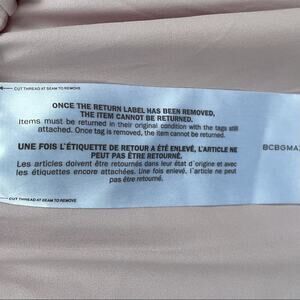 CUT THREAD AT SEAM TO REMOVE
ONCE THE RETURN LABEL HAS BEEN REMOVED,
THE ITEM CANNOT BE RETURNED.
Items must be returned in their original condition with the tags still
attached. Once tag is removed, the item cannot be returned.
BCBGMA
UNE FOIS L'ÉTIQUETTE DE RETOUR A ÉTÉ ENLEVÉ, L'ARTICLE NE
PEUT PAS ÊTRE RETOURNÉ.
Les articles doivent être retournés dans leur état d'origine et avec
les étiquettes encore attachées. Une fois enlevé, l'article ne peut
pas être retourné.
CUT THREAD AT SEAM TO REMOVE